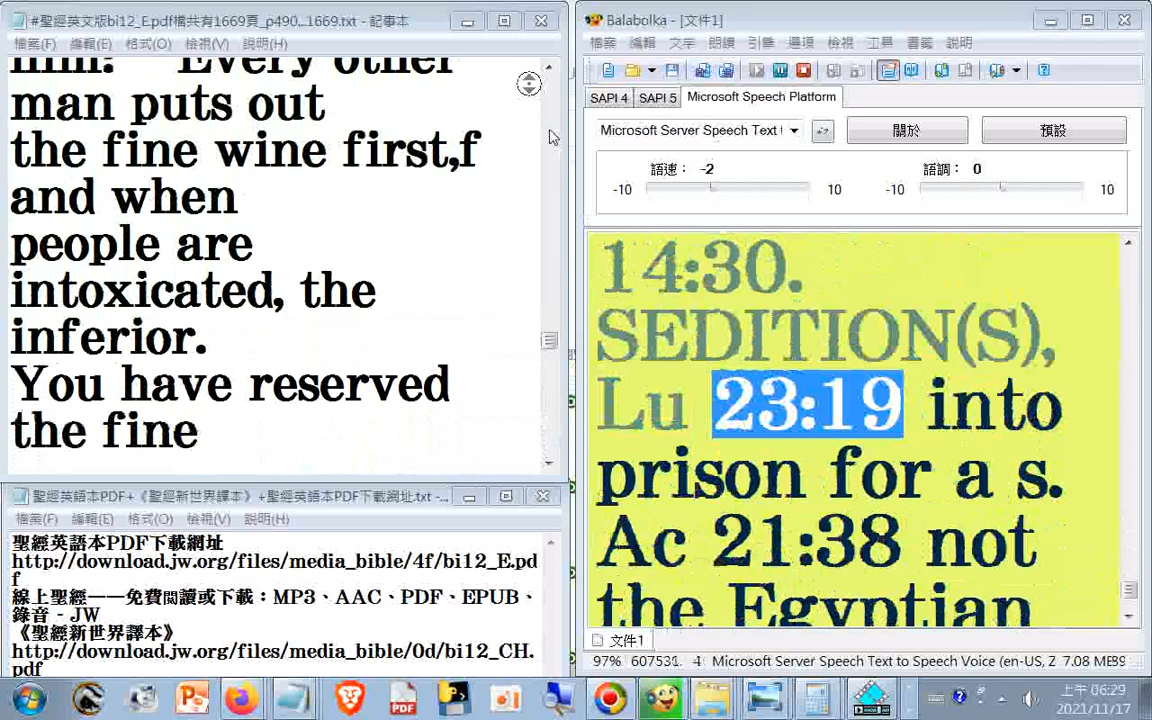 #聖經英文版bi12_E.pdf檔共有1669頁_p490,..1669.txt - 記事本
檔案(F) 編輯(E) 格式(O) 檢視(V) 說明(H)
him: "Every other
man puts out
the fine wine first,f
and when
people are
intoxicated, the
inferior.
You have reserved
the fine
聖經英語本PDF+《聖經新世界譯本》+聖經英語本PDF下載網址.txt -...
檔案(F) 編輯(E) 格式(O) 檢視(V) 說明(H)
聖經英語本PDF下載網址
http://download.jw.org/files/media_bible/4f/bi12_E.pd
f
線上聖經——免費閱讀或下載：MP3、AAC、PDF、EPUB、
錄音 - JW
《聖經新世界譯本》
http://download.jw.org/files/media_bible/0d/bi12_CH.
pdf
Balabolka - [文件1]
檔案 編輯 文字 朗讀 引擎 選項 檢視 工具 書籤 說明
SAPI 4 SAPI 5 Microsoft Speech Platform
Microsoft Server Speech Text 關於 預設
語速： -2 語調： 0
-10 10 -10 10
14:30.
SEDITION(S),
Lu 23:19 into
prison for a s.
Ac 21:38 not
the Egyptian
文件1
97% 607531. 4 Microsoft Server Speech Text to Speech Voice (en-US, Z 7.08 MB
上午 06:29
2021/11/17